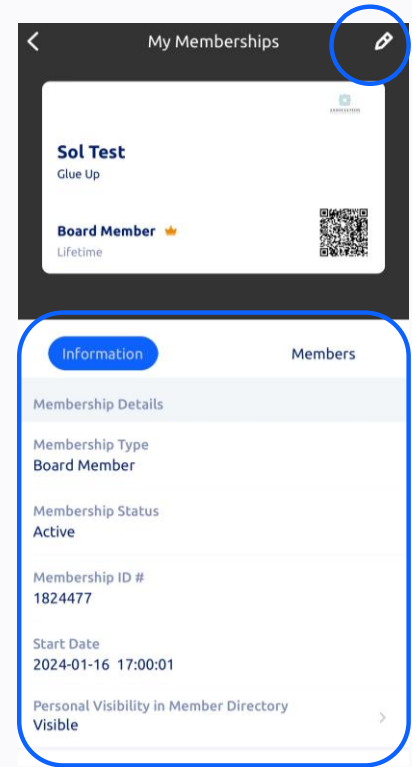 My Memberships
Sol Test
Glue Up
Board Member
Lifetime
Information
Members
Membership Details
Membership Type
Board Member
Membership Status
Active
Membership ID #
1824477
Start Date
2024-01-16 17:00:01
Personal Visibility in Member Directory
Visible